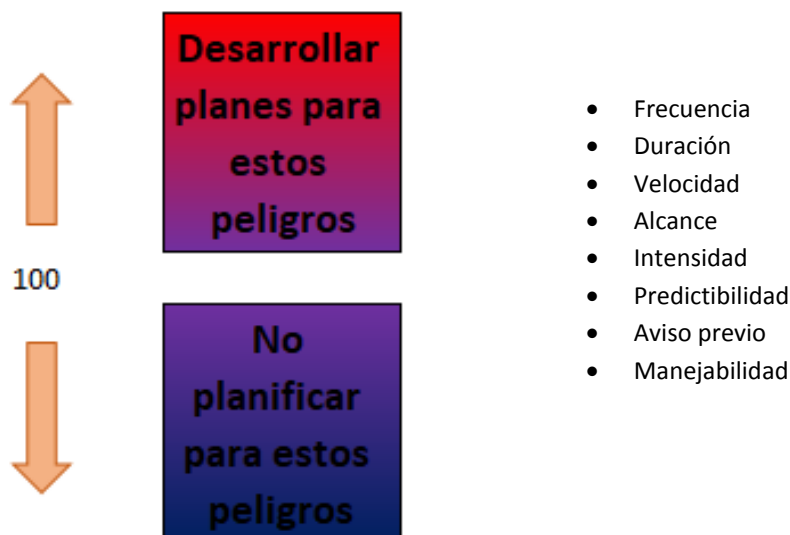 Desarrollar
planes para
estos
peligros
100
No
planificar
para estos
peligros
• Frecuencia
• Duración
• Velocidad
• Alcance
• Intensidad
• Predictibilidad
• Aviso previo
• Manejabilidad